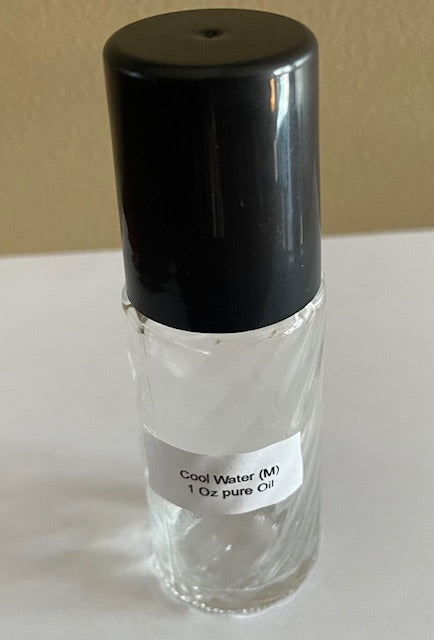 Cool Water (M)
1 Oz pure Oil